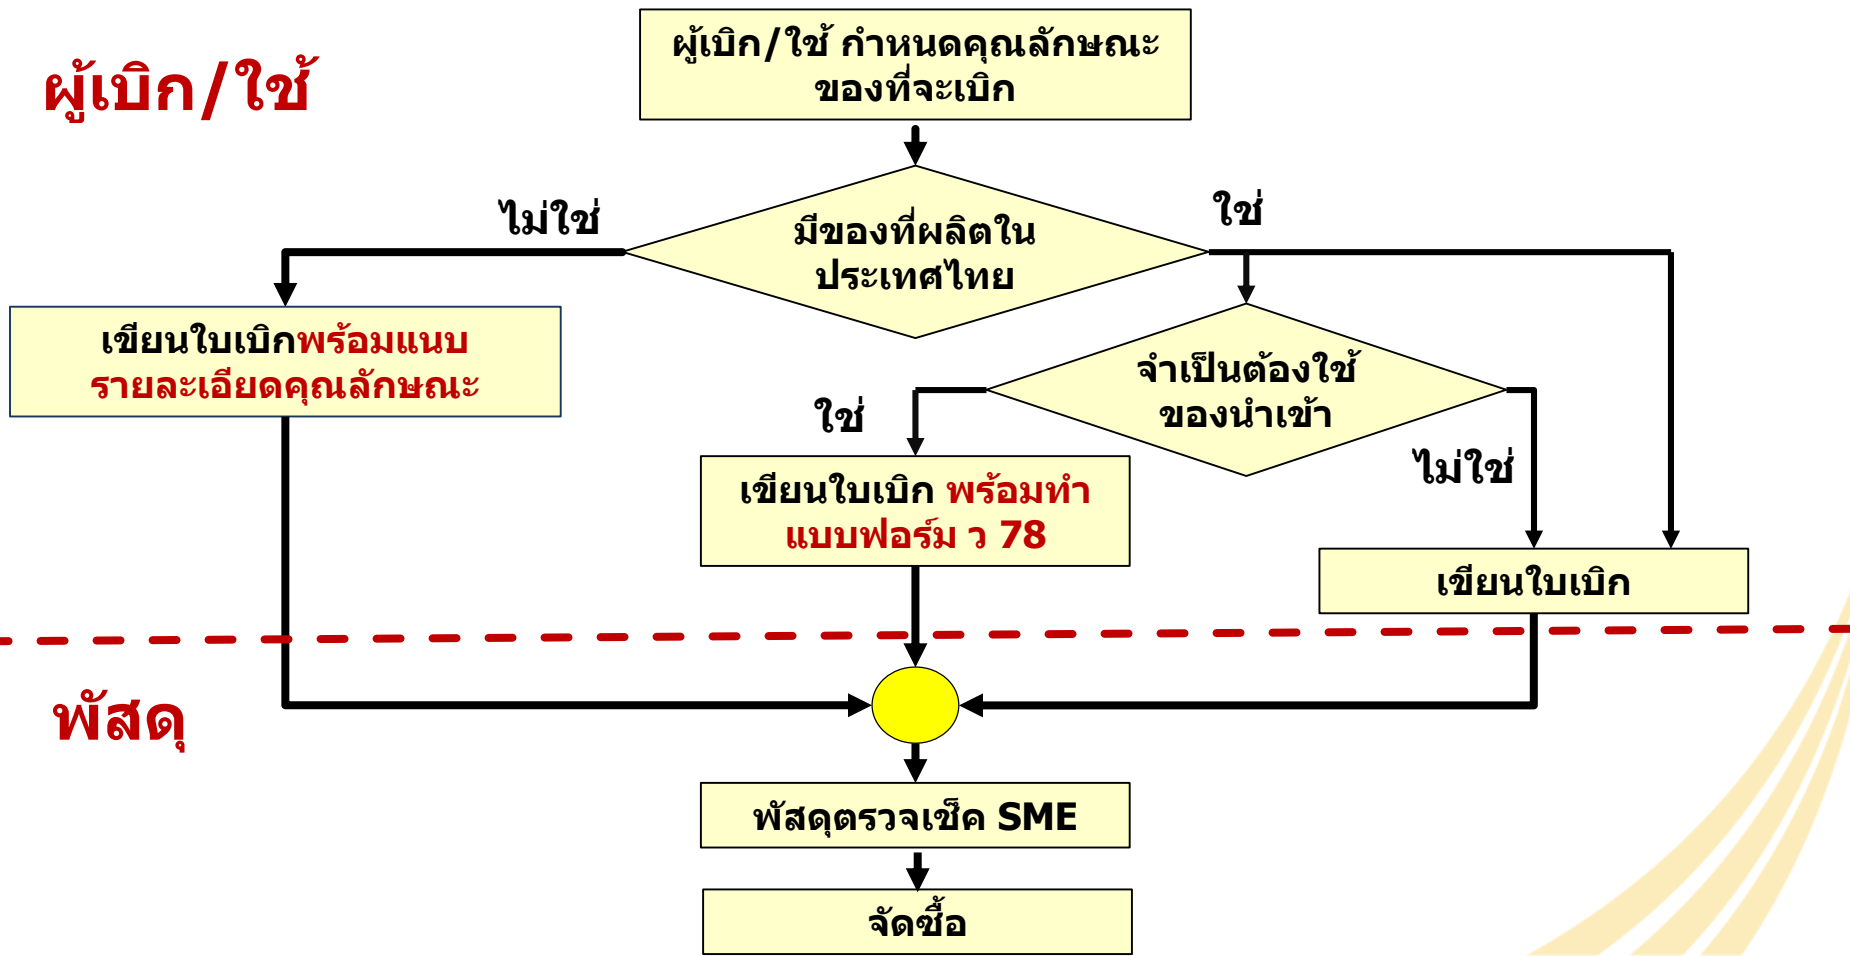 ผู้เบิก/ใช้
ผู้เบิก/ใช้ กำหนดคุณลักษณะ
ของที่จะเบิก
ไม่ใช่
มีของที่ผลิตใน
ประเทศไทย
ใช่
เขียนใบเบิกพร้อมแนบ
รายละเอียดคุณลักษณะ
จำเป็นต้องใช้
ของนำเข้า
ใช่
ไม่ใช่
เขียนใบเบิก พร้อมทำ
แบบฟอร์ม ว 78
เขียนใบเบิก
พัสดุ
พัสดุตรวจเช็ค SME
จัดซื้อ